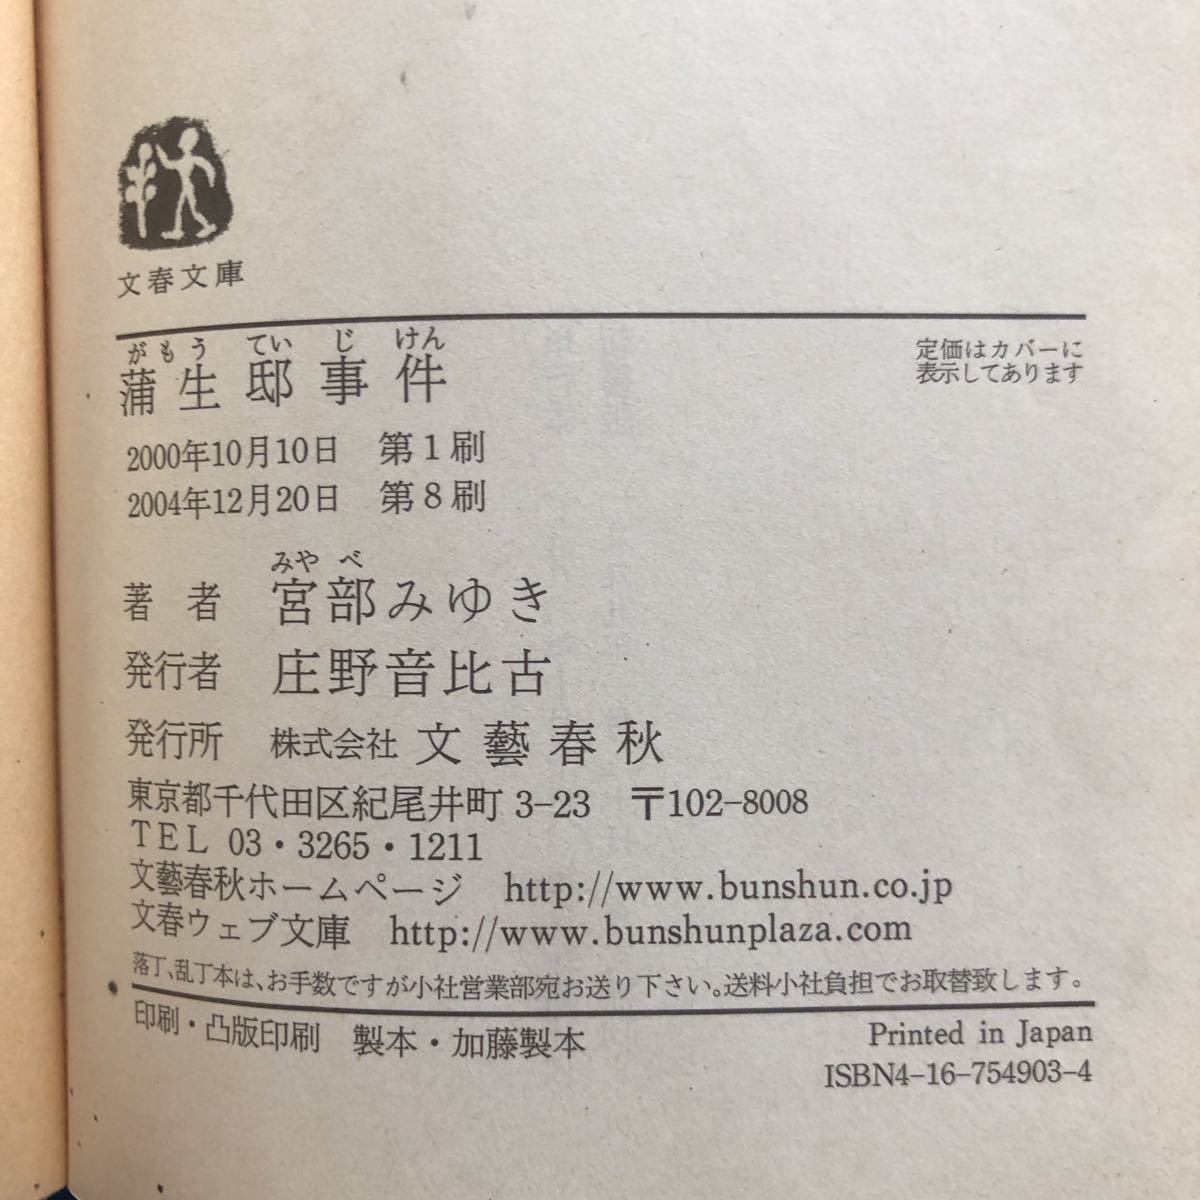 文春文庫
がもうていじけん
蒲生邸事件
定価はカバーに
表示してあります
2000年10月10日 第1刷
2004年12月20日 第8刷
みやべ
著者 宮部みゆき
発行者 庄野音比古
発行所 株式会社 文藝春秋
東京都千代田区紀尾井町 3-23 〒102-8008
TEL 03・3265・1211
文藝春秋ホームページ http://www.bunshun.co.jp
文春ウェブ文庫 http://www.bunshunplaza.com
落丁、乱丁本は、お手数ですが小社営業部宛お送り下さい。送料小社負担でお取替致します。
印刷・凸版印刷 製本・加藤製本
Printed in Japan
ISBN4-16-754903-4